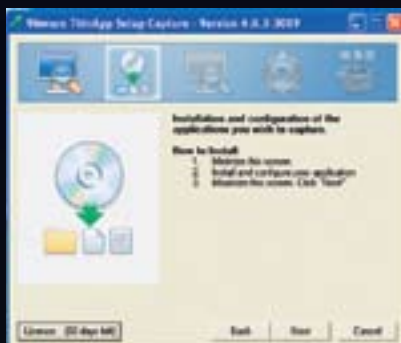 VMware ThinApp Setup Capture - Version 4.0.3
Installation and configuration of the
applications you wish to capture.
How to Install
1. Minimize this screen.
2. Install and configure your application
3. Maximize this screen. Click "Next"
License
days left)
Back
Next
Cancel